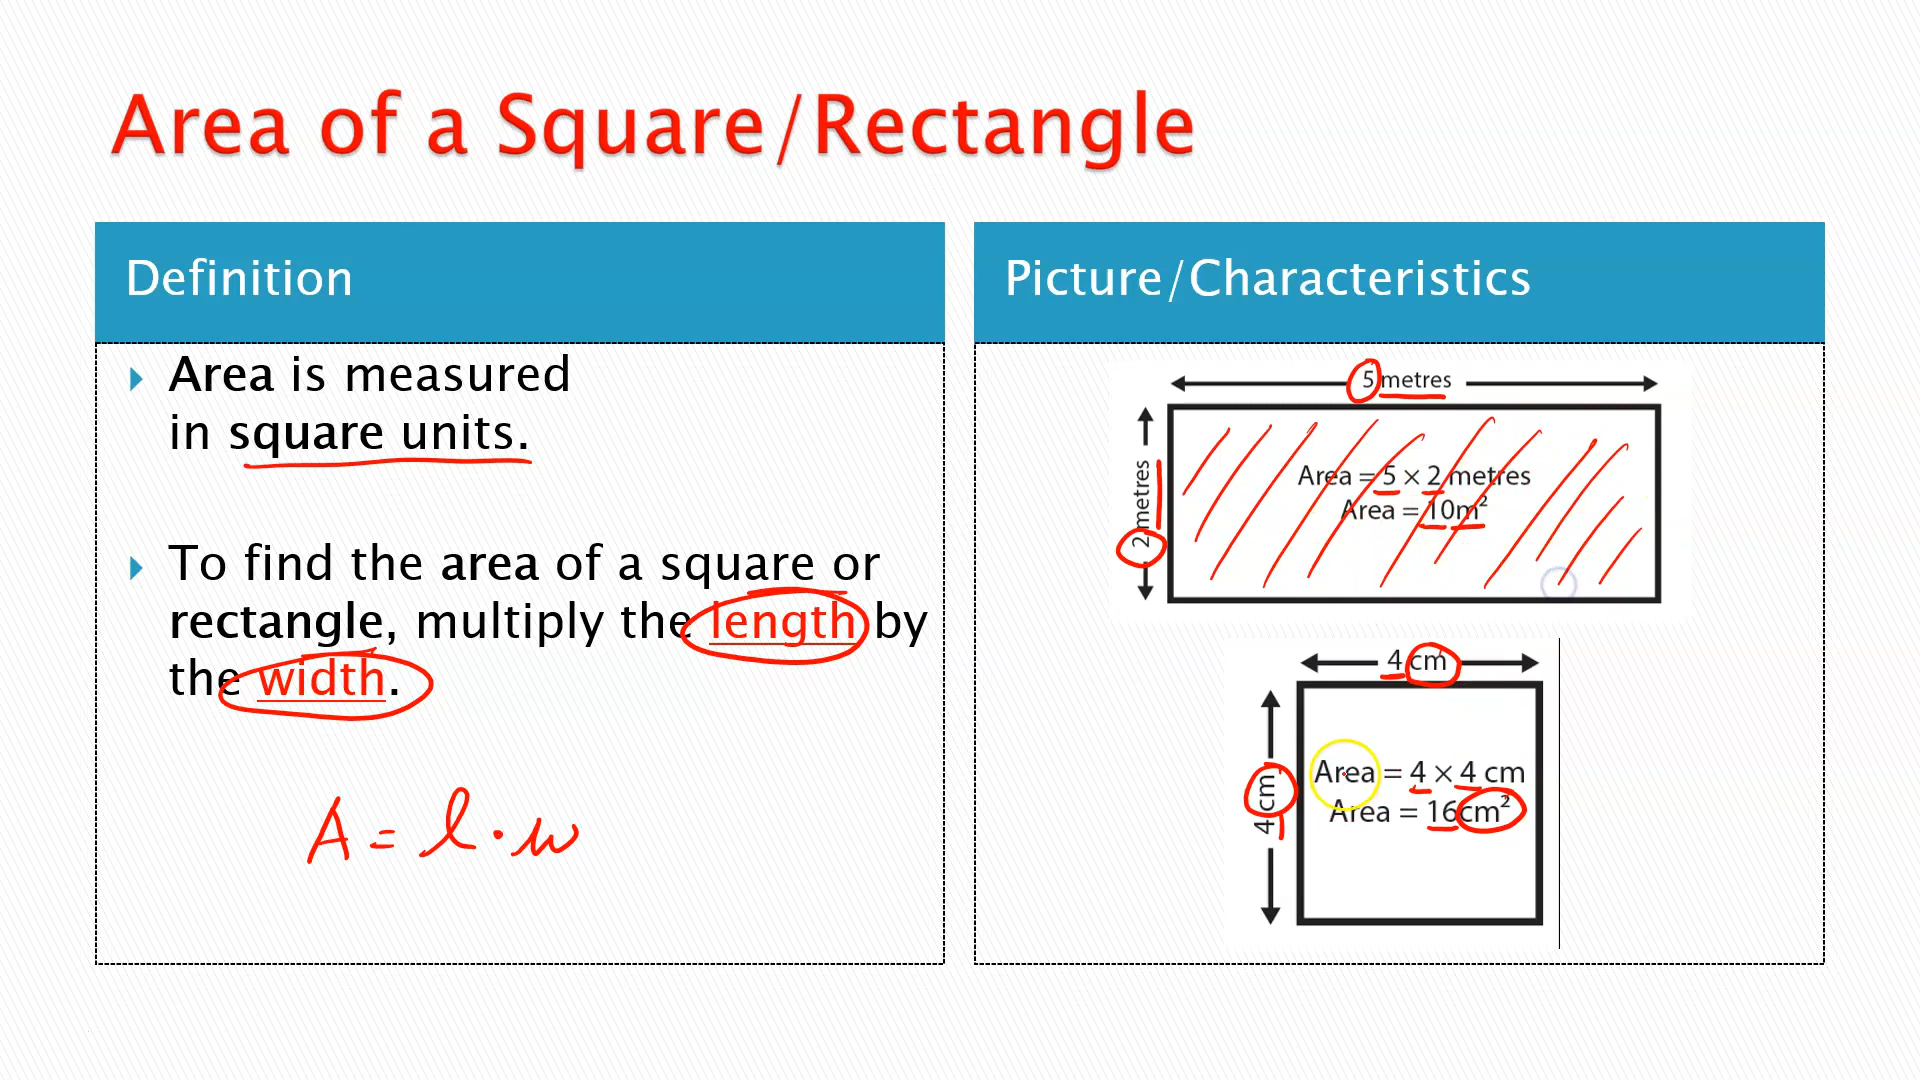 Area of a Square/Rectangle
Definition
Area is measured
in square units.
To find the area of a square or
rectangle, multiply the length by
the width.
A = l · w
Picture/Characteristics
5 metres
2 metres
Area = 5 × 2 metres
Area = 10m²
4 cm
4 cm
Area = 4 × 4 cm
Area = 16cm²